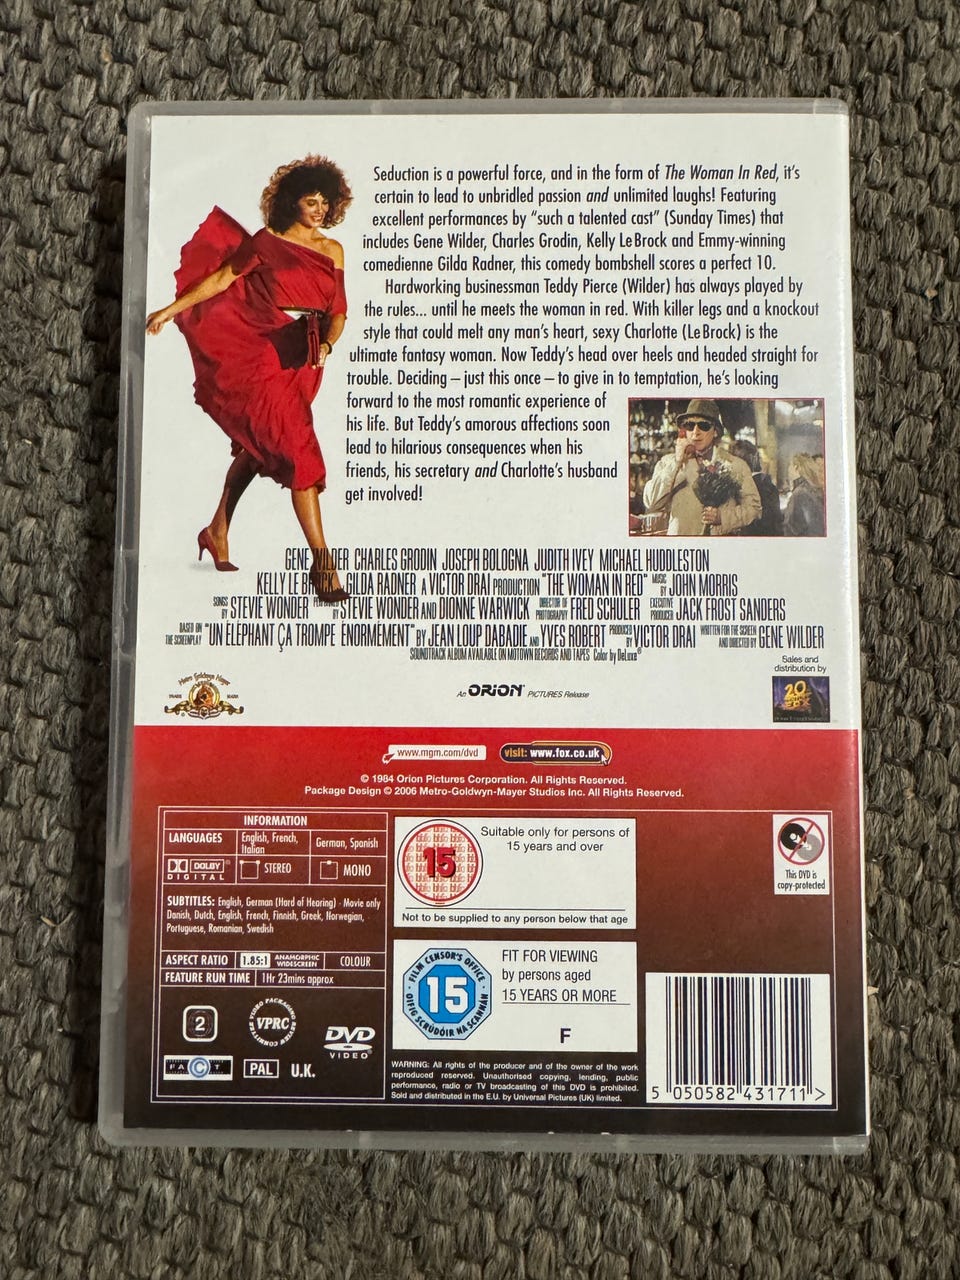 Seduction is a powerful force, and in the form of The Woman In Red, it's
certain to lead to unbridled passion and unlimited laughs! Featuring
excellent performances by "such a talented cast" (Sunday Times) that
includes Gene Wilder, Charles Grodin, Kelly Le Brock and Emmy-winning
comedienne Gilda Radner, this comedy bombshell scores a perfect 10.
Hardworking businessman Teddy Pierce (Wilder) has always played by
the rules... until he meets the woman in red. With killer legs and a knockout
style that could melt any man's heart, sexy Charlotte (Le Brock) is the
ultimate fantasy woman. Now Teddy's head over heels and headed straight for
trouble. Deciding – just this once – to give in to temptation, he's looking
forward to the most romantic experience of
his life. But Teddy's amorous affections soon
lead to hilarious consequences when his
friends, his secretary and Charlotte's husband
get involved!
GENE WILDER CHARLES GRODIN JOSEPH BOLOGNA JUDITH IVEY MICHAEL HUDDLESTON
KELLY LE BROCK GILDA RADNER A VICTOR DRAI PRODUCTION "THE WOMAN IN RED" MUSIC BY JOHN MORRIS
SONGS BY STEVIE WONDER PERFORMED BY STEVIE WONDER AND DIONNE WARWICK DIRECTOR OF PHOTOGRAPHY FRED SCHULER EXECUTIVE PRODUCER JACK FROST SANDERS
BASED ON THE SCREENPLAY "UN ÉLÉPHANT ÇA TROMPE ÉNORMÉMENT" BY JEAN LOUP DABADIE AND YVES ROBERT PRODUCED BY VICTOR DRAI WRITTEN FOR THE SCREEN AND DIRECTED BY GENE WILDER
SOUNDTRACK ALBUM AVAILABLE ON MOTOWN RECORDS AND TAPES Color by DeLuxe®
Metro Goldwyn Mayer
TRADE MARK
An ORION PICTURES Release
Sales and
distribution by
20th CENTURY FOX
www.mgm.com/dvd
visit: www.fox.co.uk
© 1984 Orion Pictures Corporation. All Rights Reserved.
Package Design © 2006 Metro-Goldwyn-Mayer Studios Inc. All Rights Reserved.
INFORMATION
LANGUAGES English, French, Italian German, Spanish
DOLBY DIGITAL STEREO MONO
SUBTITLES: English, German (Hard of Hearing) - Movie only
Danish, Dutch, English, French, Finnish, Greek, Norwegian,
Portuguese, Romanian, Swedish
ASPECT RATIO 1.85:1 ANAMORPHIC WIDESCREEN COLOUR
FEATURE RUN TIME 1Hr 23mins approx
2
VIDEO PACKAGING REVIEW COMMITTEE
VPRC
DVD
VIDEO
FACT
PAL U.K.
15
Suitable only for persons of
15 years and over
Not to be supplied to any person below that age
FILM CENSOR'S OFFICE
15
OIFIG SCRÚDÓIR NA SCANNÁN
FIT FOR VIEWING
by persons aged
15 YEARS OR MORE
F
WARNING: All rights of the producer and of the owner of the work
reproduced reserved. Unauthorised copying, lending, public
performance, radio or TV broadcasting of this DVD is prohibited.
Sold and distributed in the E.U. by Universal Pictures (UK) limited.
This DVD is
copy-protected
5 050582 431711 >